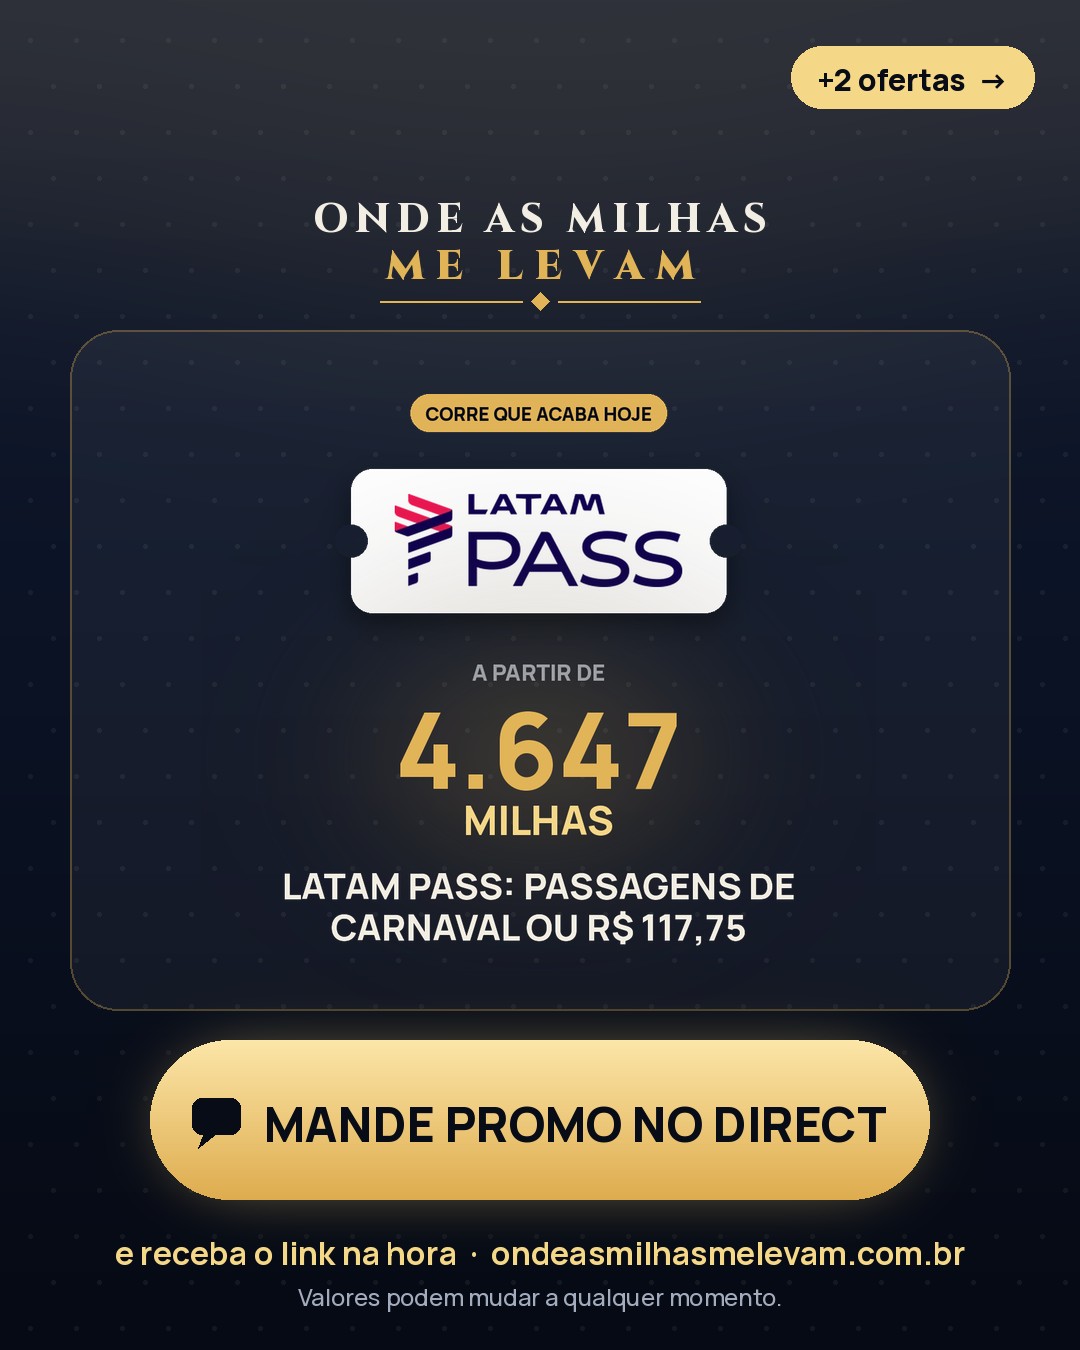 +2 ofertas →
ONDE AS MILHAS
ME LEVAM
CORRE QUE ACABA HOJE
LATAM
PASS
A PARTIR DE
4.647
MILHAS
LATAM PASS: PASSAGENS DE
CARNAVAL OU R$ 117,75
MANDE PROMO NO DIRECT
e receba o link na hora · ondeasmilhasmelevam.com.br
Valores podem mudar a qualquer momento.